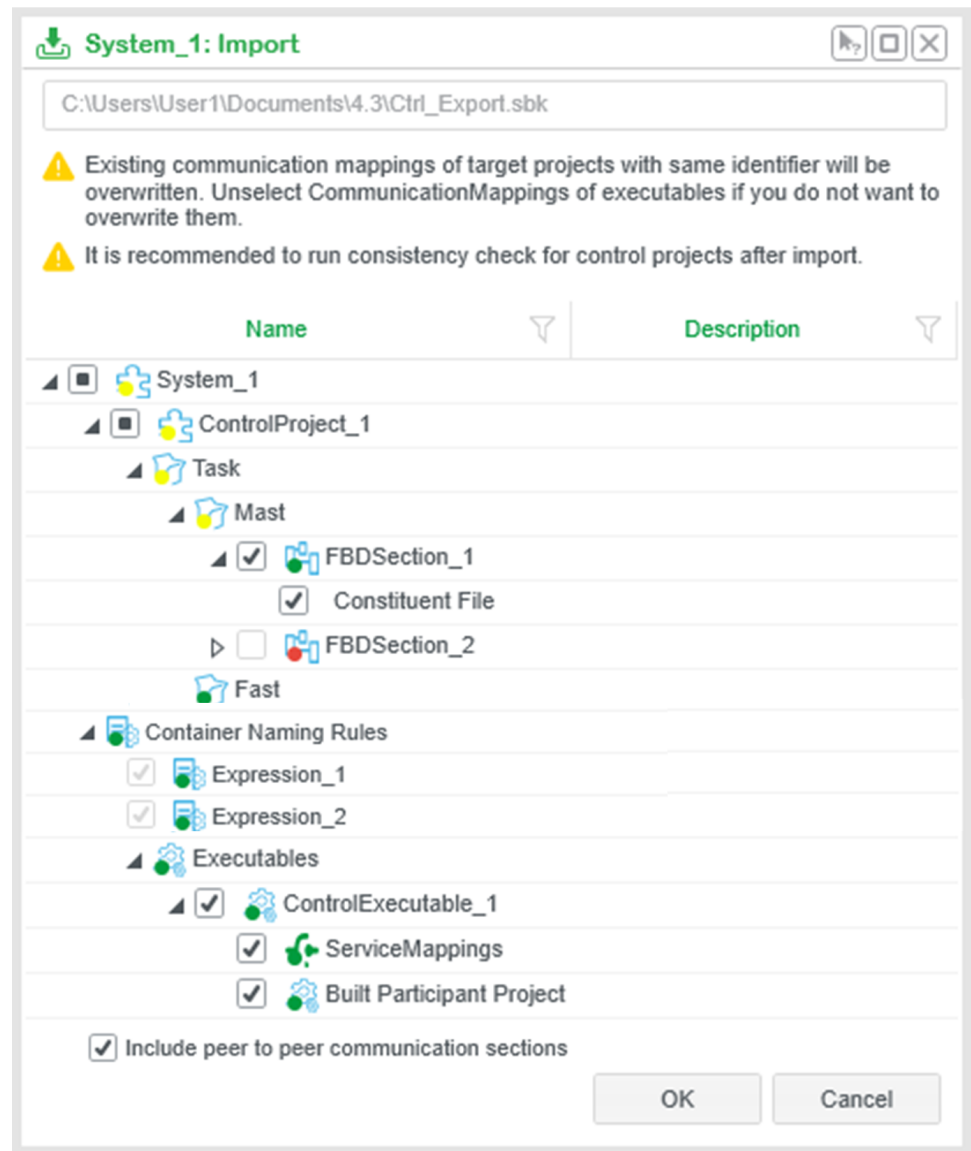 System_1: Import
C:\Users\User1\Documents\4.3\Ctrl_Export.sbk
Existing communication mappings of target projects with same identifier will be
overwritten. Unselect CommunicationMappings of executables if you do not want to
overwrite them.
It is recommended to run consistency check for control projects after import.
Name Description
System_1
ControlProject_1
Task
Mast
FBDSection_1
Constituent File
FBDSection_2
Fast
Container Naming Rules
Expression_1
Expression_2
Executables
ControlExecutable_1
ServiceMappings
Built Participant Project
Include peer to peer communication sections
OK Cancel